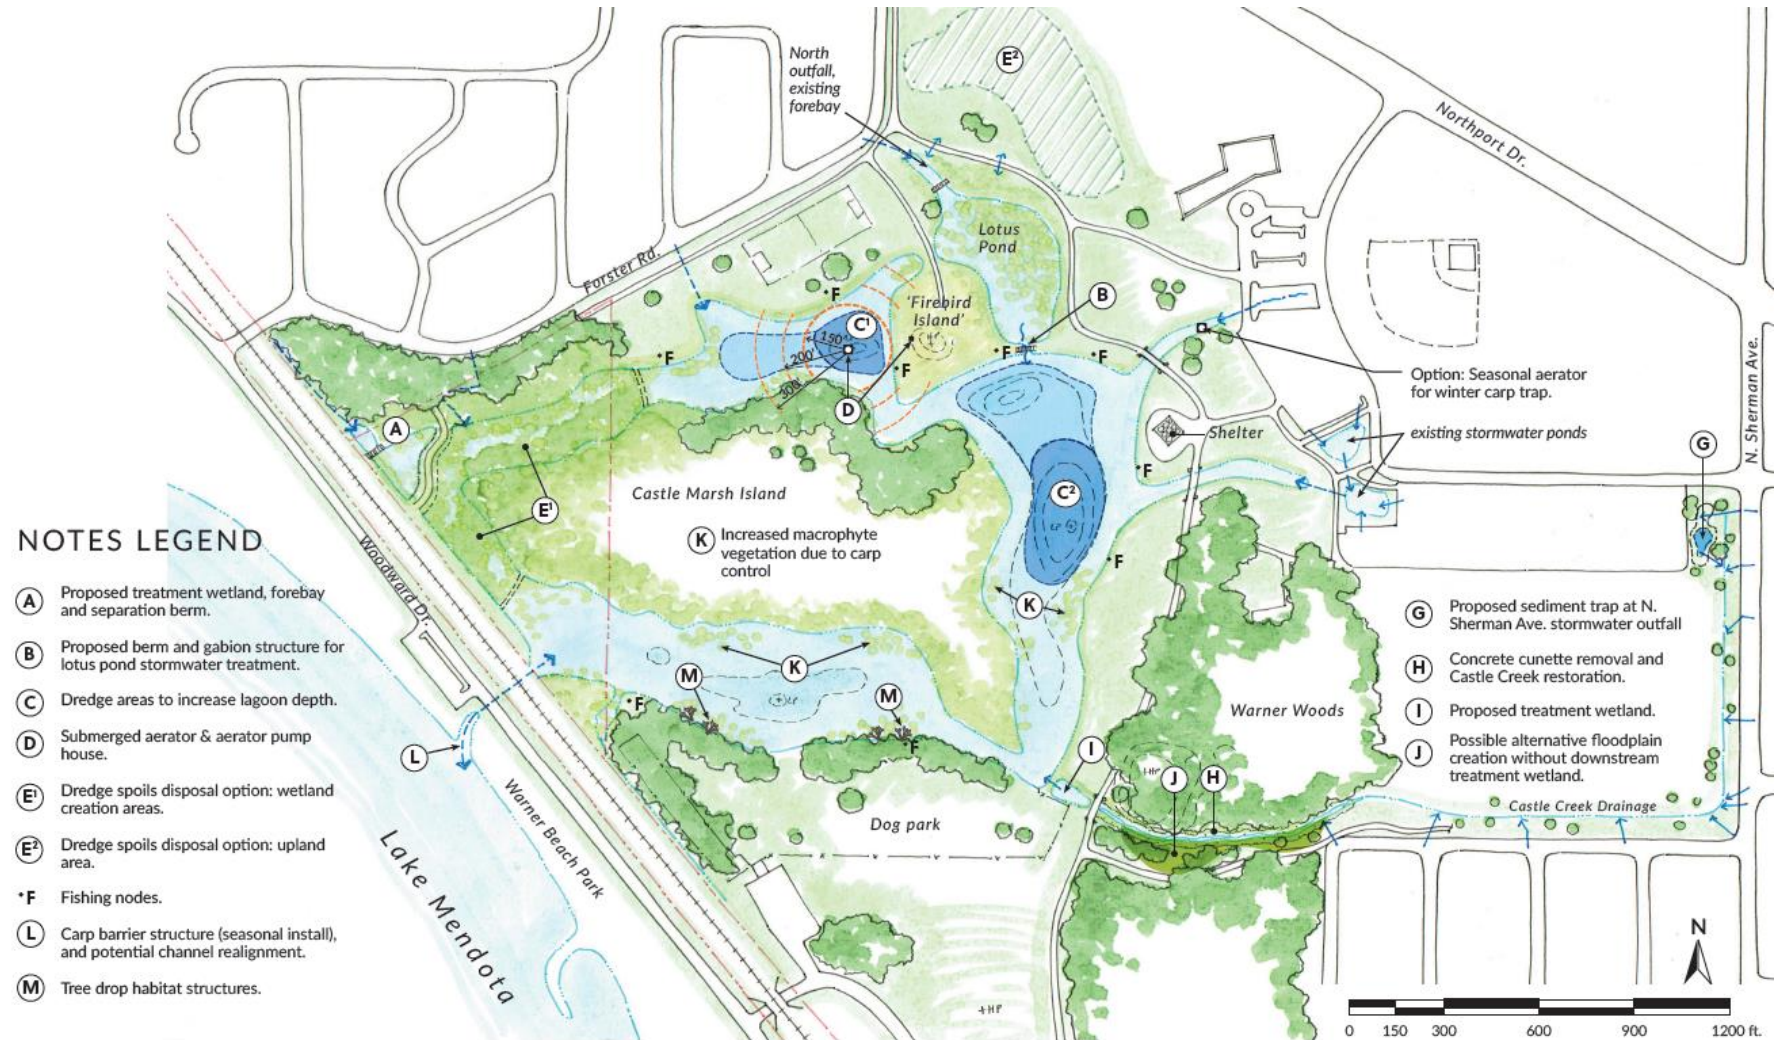 North
outfall,
existing
forebay
E²
Northport Dr.
Lotus
Pond
Forster Rd.
F
'Firebird
Island'
B
C¹
150'
200'
300'
F
F
F
F
D
Option: Seasonal aerator
for winter carp trap.
N. Sherman Ave.
A
Shelter
existing stormwater ponds
G
F
Castle Marsh Island
C²
E¹
K Increased macrophyte
vegetation due to carp
control
F
K
Woodward Dr.
K
M
M
F
F
L
Warner Woods
I
J
H
Castle Creek Drainage
Dog park
Warner Beach Park
Lake Mendota
NOTES LEGEND
A Proposed treatment wetland, forebay
and separation berm.
B Proposed berm and gabion structure for
lotus pond stormwater treatment.
C Dredge areas to increase lagoon depth.
D Submerged aerator & aerator pump
house.
E¹ Dredge spoils disposal option: wetland
creation areas.
E² Dredge spoils disposal option: upland
area.
F Fishing nodes.
L Carp barrier structure (seasonal install),
and potential channel realignment.
M Tree drop habitat structures.
G Proposed sediment trap at N.
Sherman Ave. stormwater outfall
H Concrete cunette removal and
Castle Creek restoration.
I Proposed treatment wetland.
J Possible alternative floodplain
creation without downstream
treatment wetland.
N
0 150 300 600 900 1200 ft.